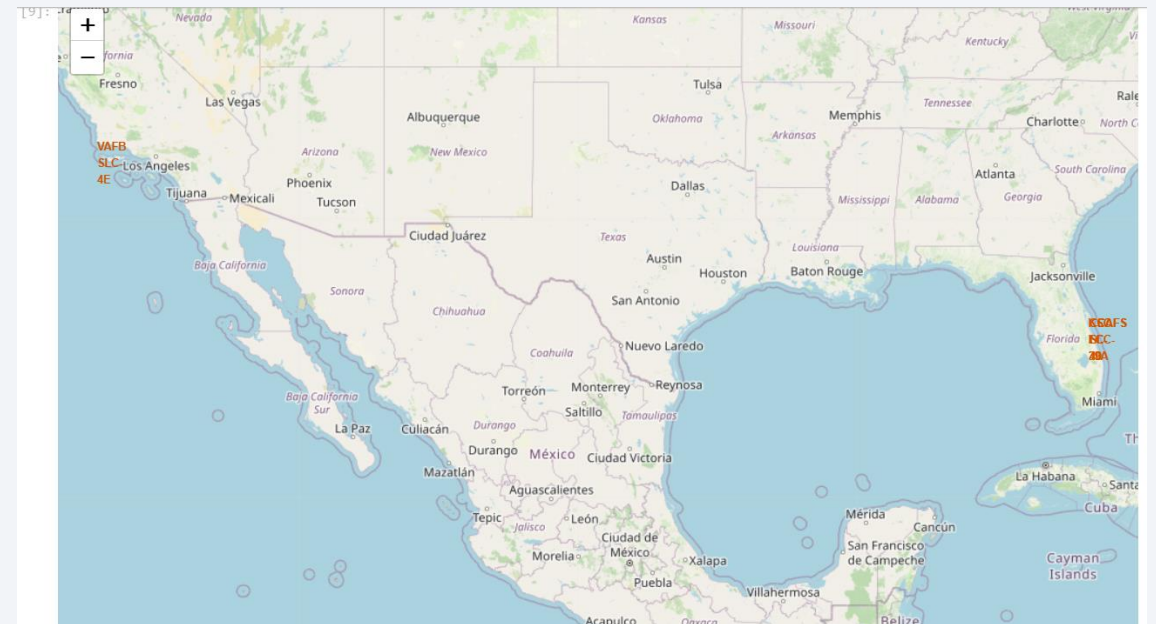 [9]:
+
Nevada
Kansas
Missouri
West Virginia
−
Kentucky
Fresno
Las Vegas
Tulsa
Albuquerque
Oklahoma
Memphis
Tennessee
Charlotte
North C
Rale
VAFB
SLC-
4E
Los Angeles
Arizona
New Mexico
Arkansas
Atlanta
South Carolina
Phoenix
Dallas
Tijuana
Mexicali
Tucson
Mississippi
Alabama
Georgia
Ciudad Juárez
Texas
Louisiana
Austin
Houston
Baton Rouge
Jacksonville
Baja California
Sonora
San Antonio
Chihuahua
Florida
Nuevo Laredo
Coahuila
Torreón
Monterrey
Reynosa
Baja California
Sur
Saltillo
Tamaulipas
Miami
La Paz
Culiacán
Durango
Durango
México
Ciudad Victoria
Th
Mazatlán
La Habana
Santa
Aguascalientes
Cuba
Tepic
Jalisco
León
Mérida
Cancún
Ciudad de
México
San Francisco
de Campeche
Morelia
Xalapa
Cayman
Islands
Puebla
Villahermosa
Acapulco
Oaxaca
Belize